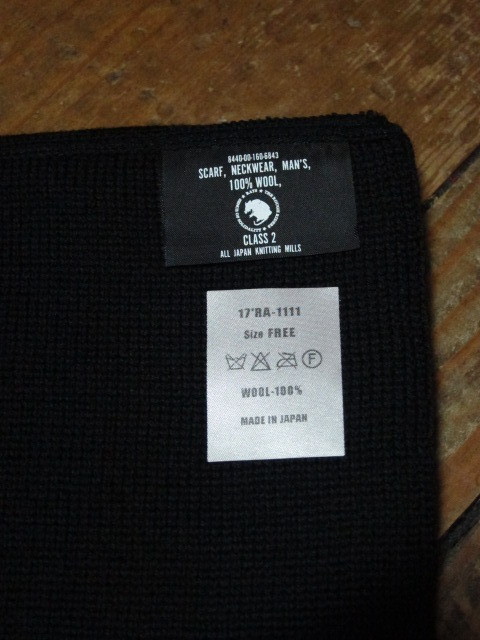 8440-00-160-6843
SCARF, NECKWEAR, MAN'S,
100% WOOL,
CLASS 2
ALL JAPAN KNITTING MILLS
17'RA-1111
Size FREE
F
WOOL-100%
MADE IN JAPAN